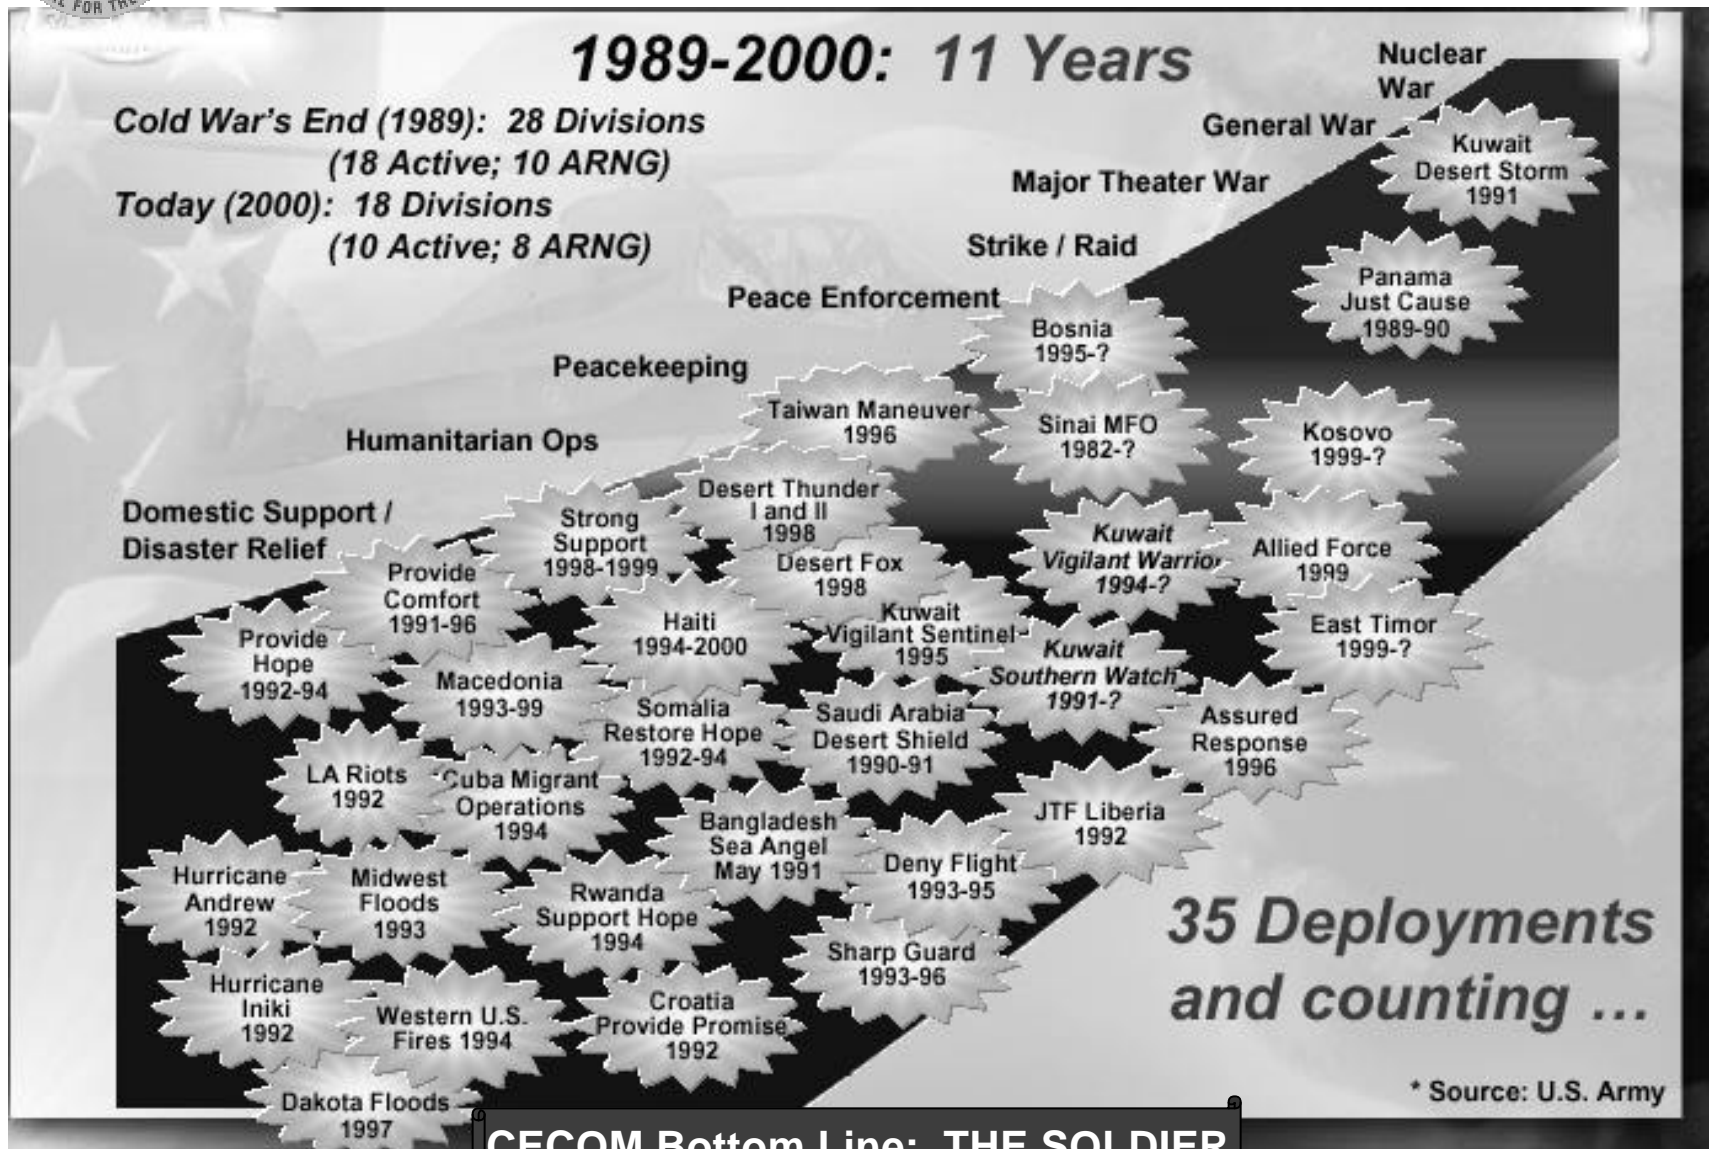 L FOR THE
1989-2000: 11 Years
Cold War's End (1989): 28 Divisions
(18 Active; 10 ARNG)
Today (2000): 18 Divisions
(10 Active; 8 ARNG)
Nuclear
War
General War
Major Theater War
Strike / Raid
Peace Enforcement
Peacekeeping
Humanitarian Ops
Domestic Support /
Disaster Relief
Kuwait
Desert Storm
1991
Panama
Just Cause
1989-90
Bosnia
1995-?
Taiwan Maneuver
1996
Sinai MFO
1982-?
Kosovo
1999-?
Desert Thunder
I and II
1998
Strong
Support
1998-1999
Kuwait
Vigilant Warrior
1994-?
Allied Force
1999
Desert Fox
1998
Provide
Comfort
1991-96
Haiti
1994-2000
Kuwait
Vigilant Sentinel
1995
East Timor
1999-?
Provide
Hope
1992-94
Kuwait
Southern Watch
1991-?
Macedonia
1993-99
Somalia
Restore Hope
1992-94
Saudi Arabia
Desert Shield
1990-91
Assured
Response
1996
LA Riots
1992
Cuba Migrant
Operations
1994
JTF Liberia
1992
Bangladesh
Sea Angel
May 1991
Deny Flight
1993-95
Hurricane
Andrew
1992
Midwest
Floods
1993
Rwanda
Support Hope
1994
Sharp Guard
1993-96
Hurricane
Iniki
1992
Western U.S.
Fires 1994
Croatia
Provide Promise
1992
Dakota Floods
1997
35 Deployments
and counting ...
* Source: U.S. Army
CECOM Bottom Line: THE SOLDIER